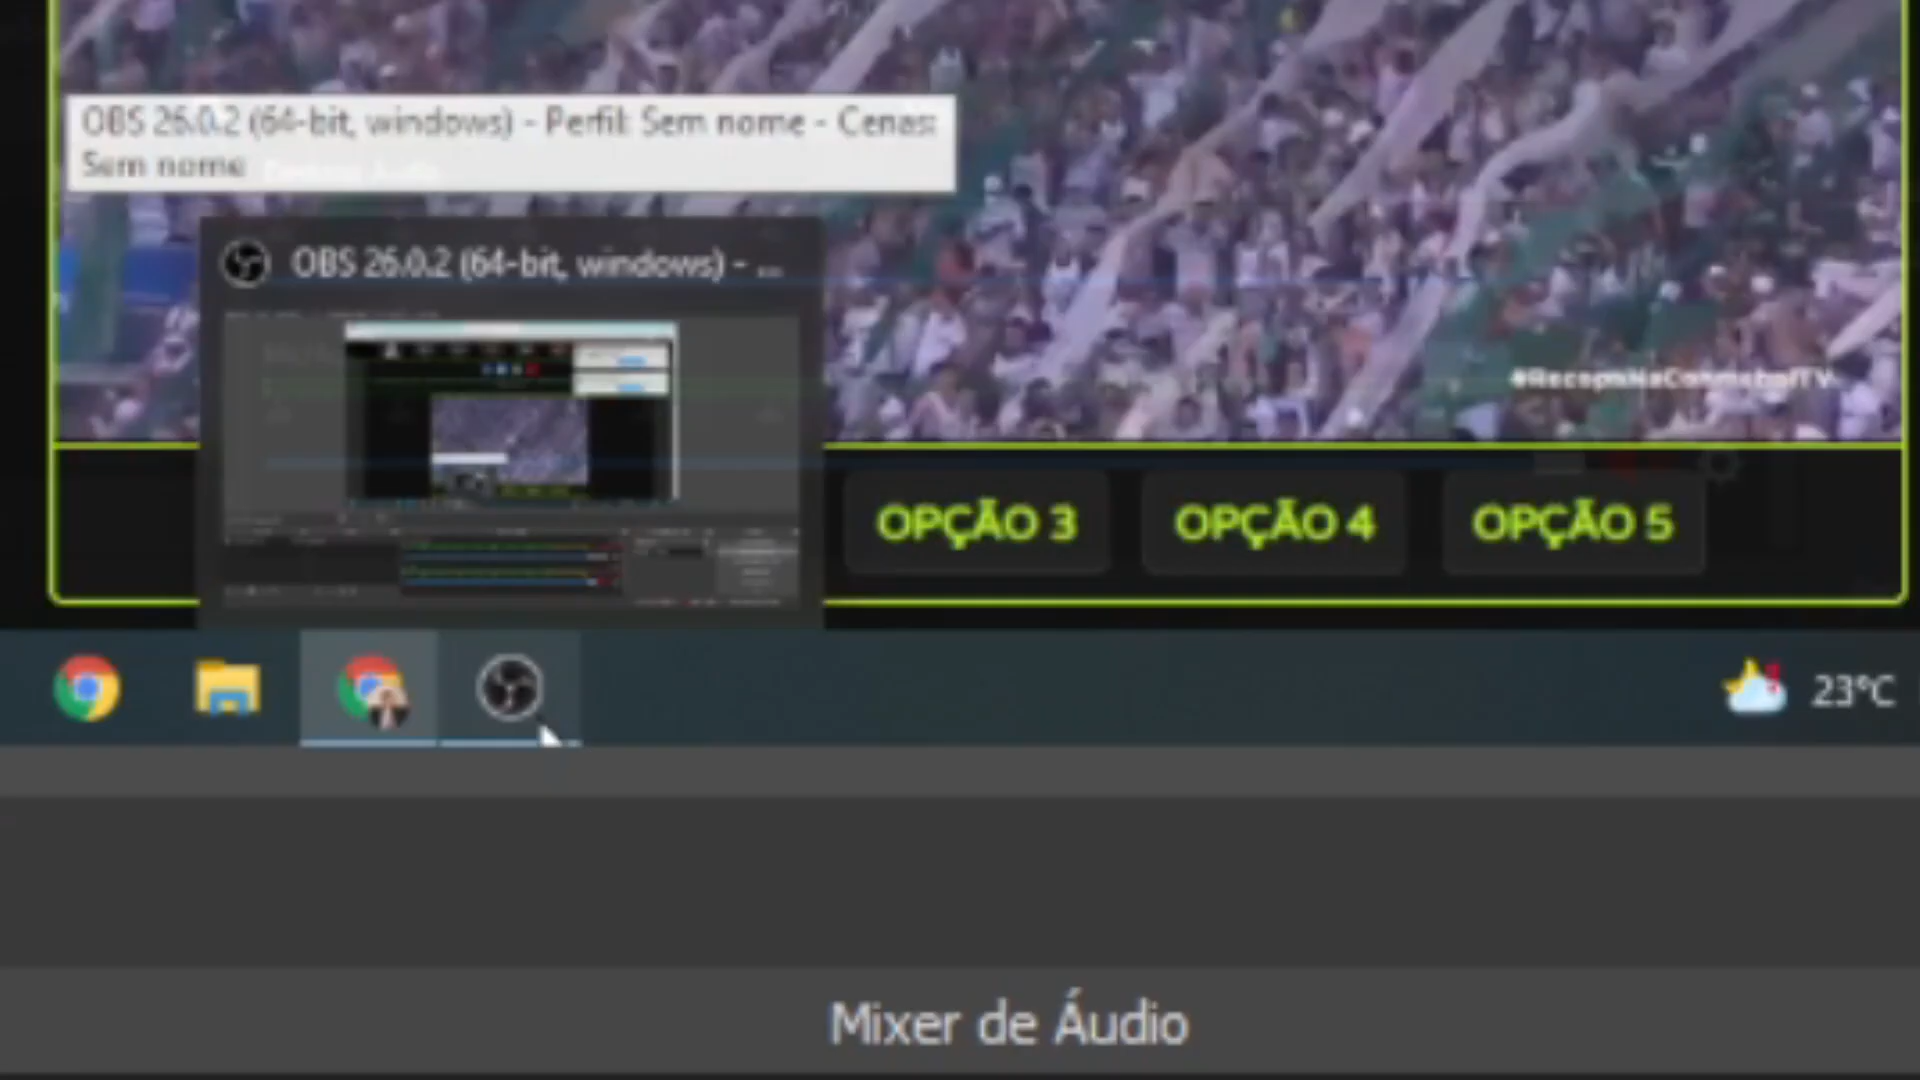 OBS 26.0.2 (64-bit, windows) - Perfil: Sem nome - Cenas:
Sem nome
OBS 26.0.2 (64-bit, windows) - ...
OPÇÃO 3
OPÇÃO 4
OPÇÃO 5
23°C
Mixer de Áudio